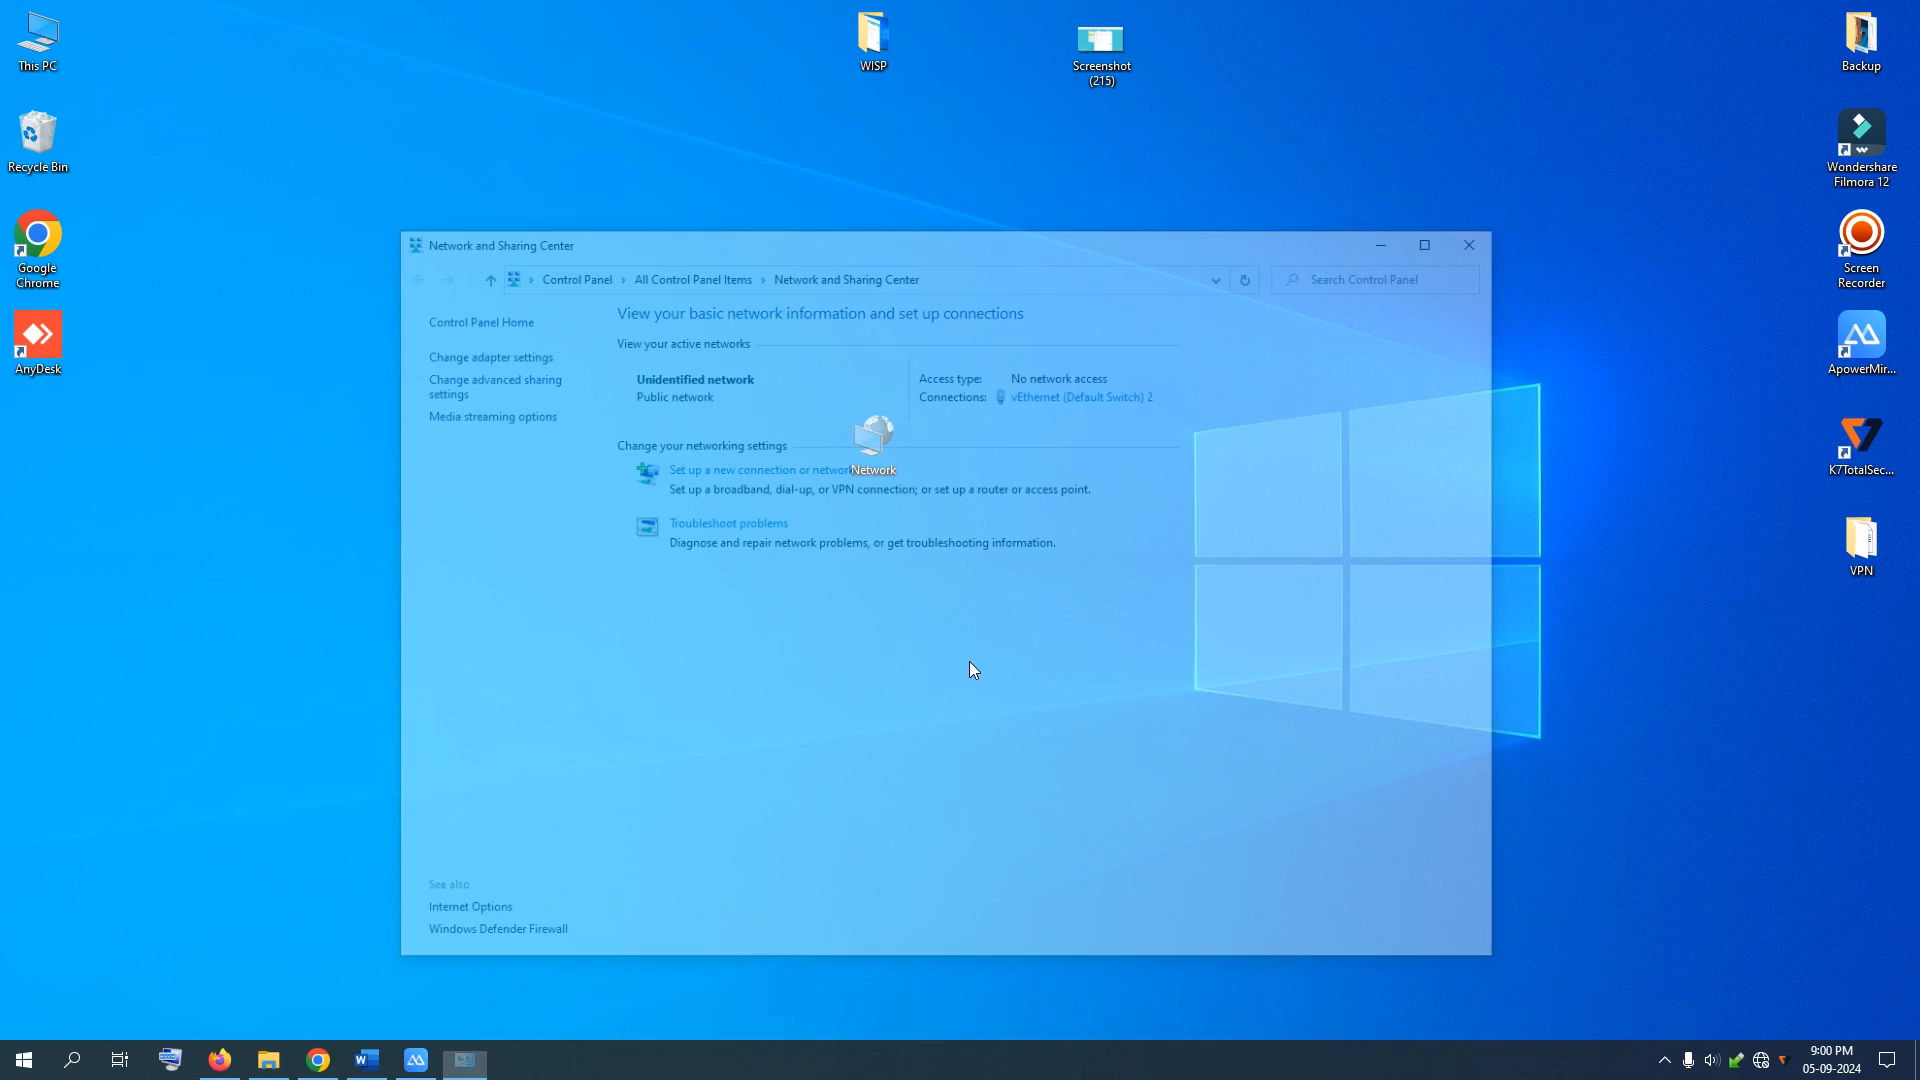 This PC
WISP
Screenshot
(215)
Backup
Recycle Bin
Wondershare
Filmora 12
Google
Chrome
Screen
Recorder
AnyDesk
ApowerMir...
K7TotalSec...
VPN
Network
Network and Sharing Center
Control Panel
All Control Panel Items
Network and Sharing Center
Search Control Panel
Control Panel Home
Change adapter settings
Change advanced sharing
settings
Media streaming options
View your basic network information and set up connections
View your active networks
Unidentified network
Public network
Access type:
No network access
Connections:
vEthernet (Default Switch) 2
Change your networking settings
Set up a new connection or network
Set up a broadband, dial-up, or VPN connection; or set up a router or access point.
Troubleshoot problems
Diagnose and repair network problems, or get troubleshooting information.
See also
Internet Options
Windows Defender Firewall
9:00 PM
05-09-2024